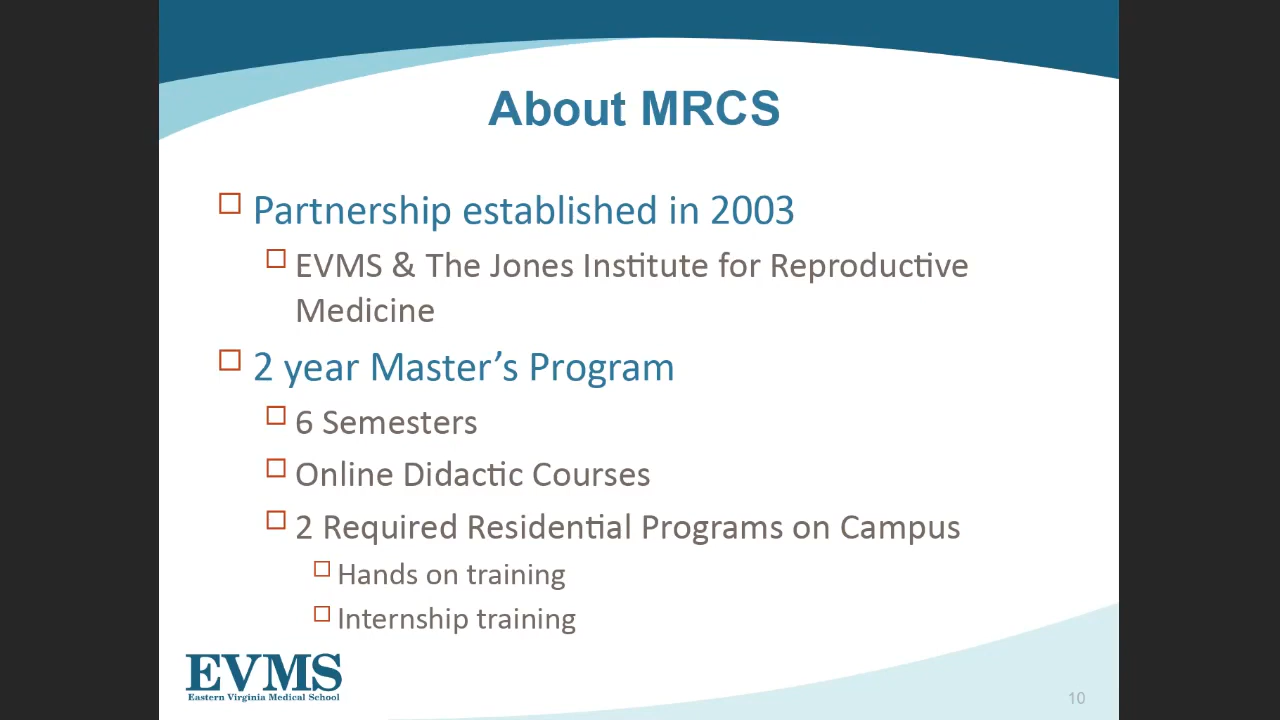 About MRCS
Partnership established in 2003
EVMS & The Jones Institute for Reproductive
Medicine
2 year Master’s Program
6 Semesters
Online Didactic Courses
2 Required Residential Programs on Campus
Hands on training
Internship training
EVMS
Eastern Virginia Medical School
10